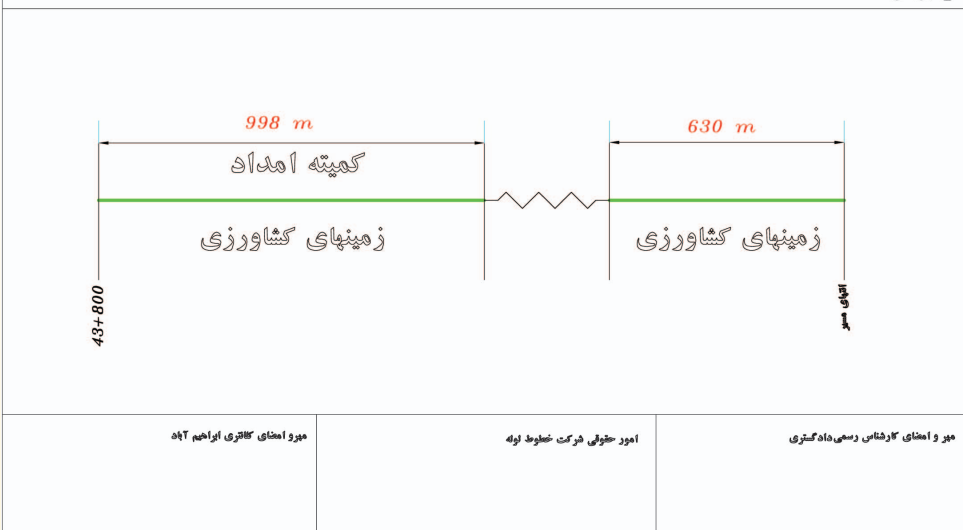 998 m
630 m
کمیته امداد
زمینهای کشاورزی
زمینهای کشاورزی
43+800
انتهای مسیر
مهر و امضای کارشناس رسمی دادگستری
امور حقوقی شرکت خطوط لوله
مهرو امضای کلانتری ابراهیم آباد